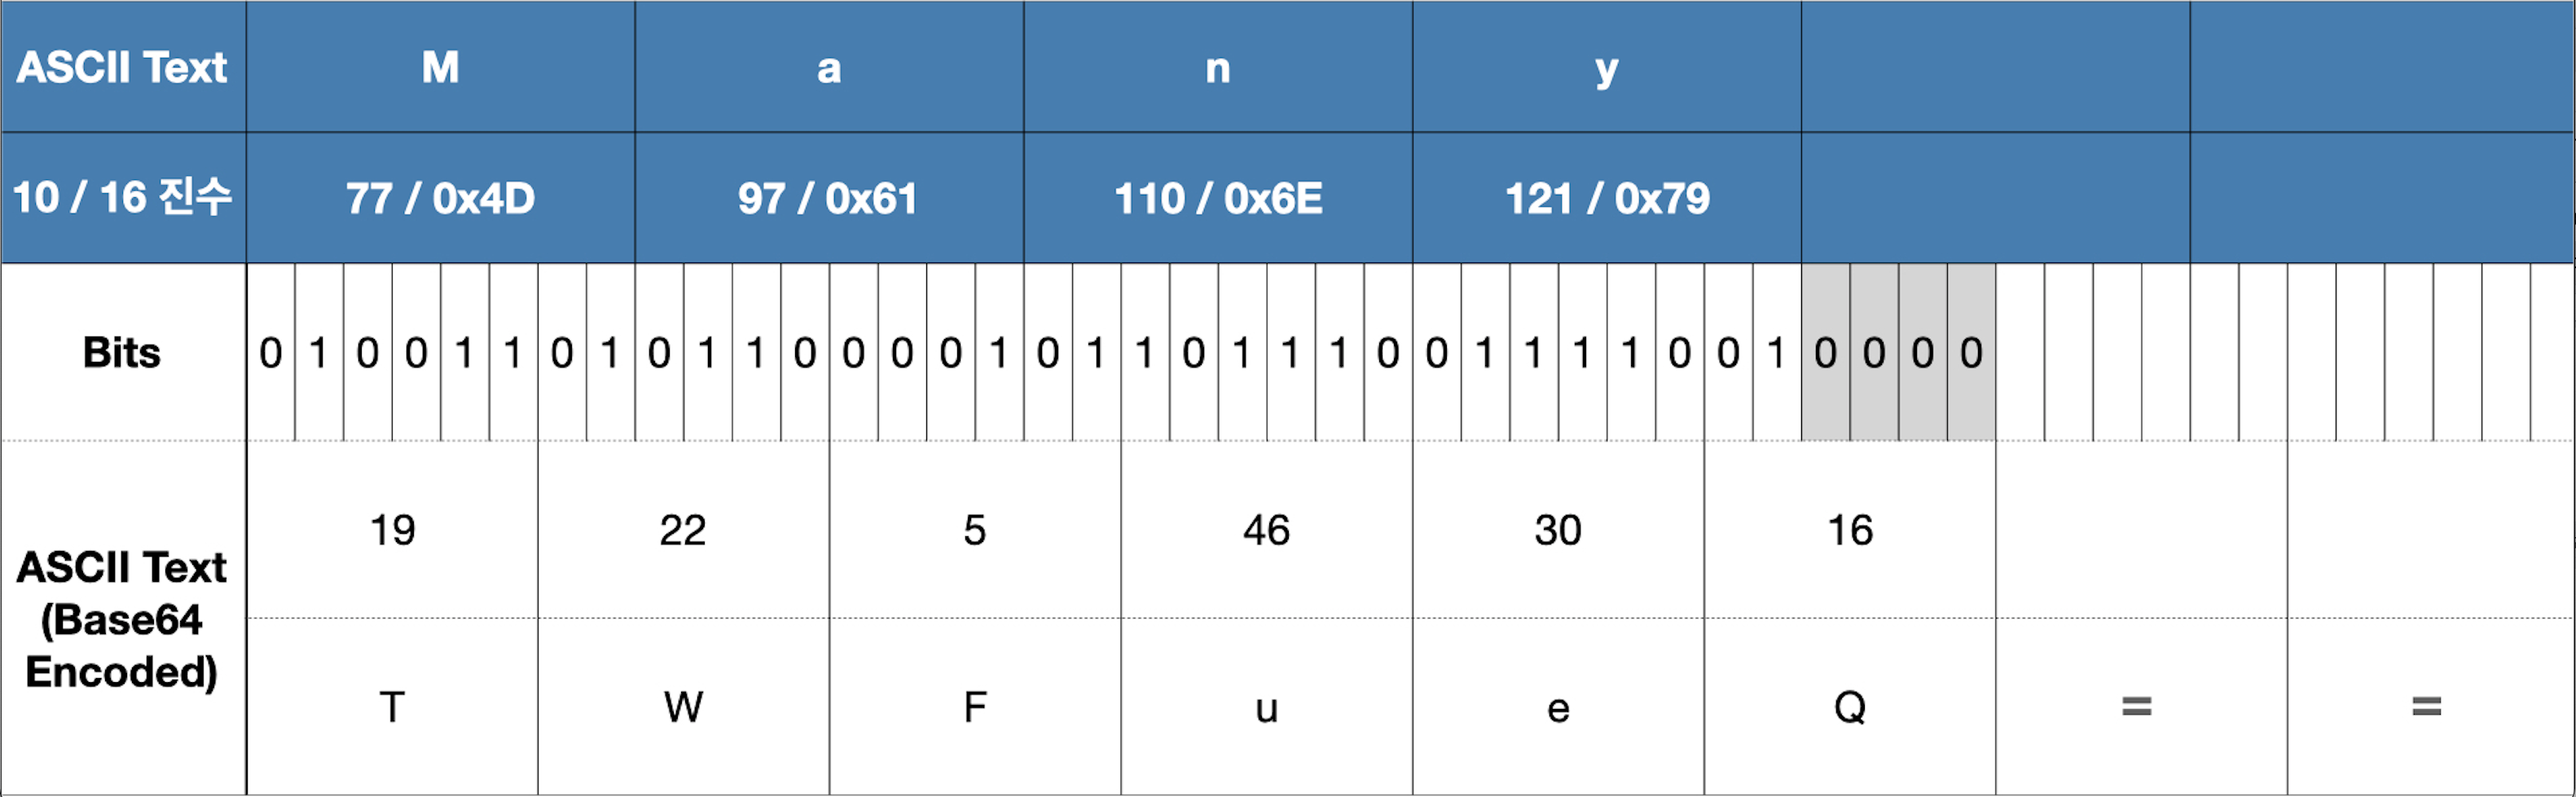 ASCII Text M a n y
10 / 16 진수 77 / 0x4D 97 / 0x61 110 / 0x6E 121 / 0x79
Bits 0 1 0 0 1 1 0 1 0 1 1 0 0 0 0 1 0 1 1 0 1 1 1 0 0 1 1 1 1 0 0 1 0 0 0 0
ASCII Text
(Base64
Encoded)
19 22 5 46 30 16
T W F u e Q = =